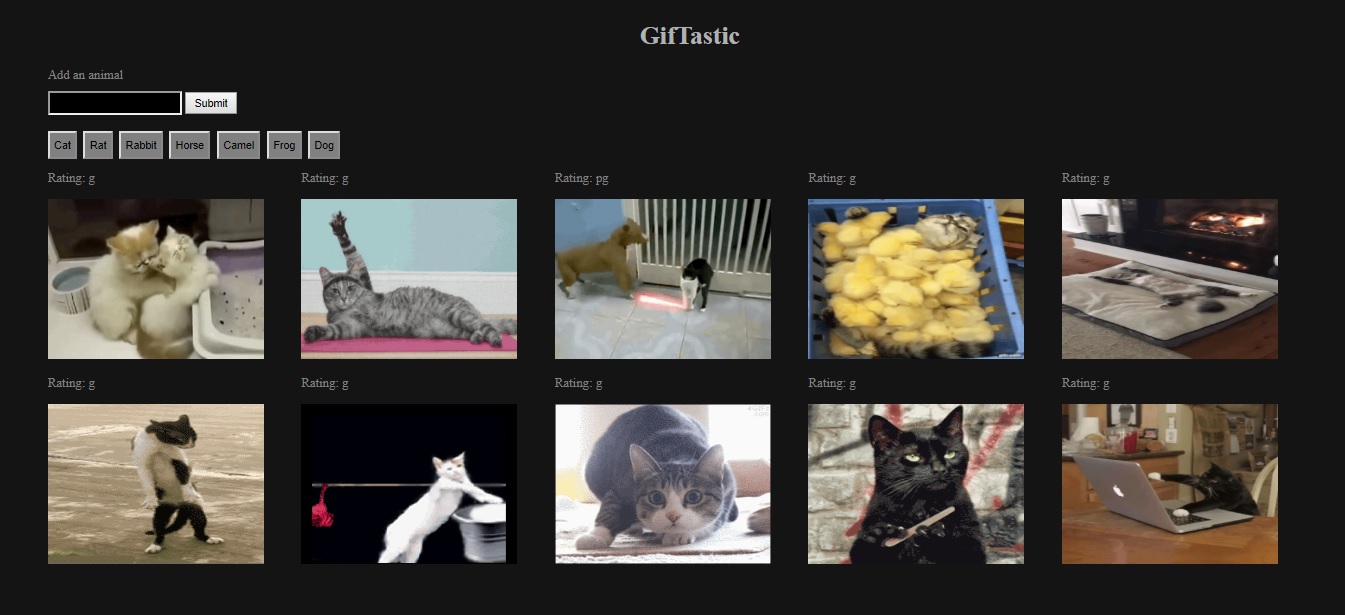 GifTastic
Add an animal
Submit
Cat Rat Rabbit Horse Camel Frog Dog
Rating: g Rating: g Rating: pg Rating: g Rating: g
Rating: g Rating: g Rating: g Rating: g Rating: g